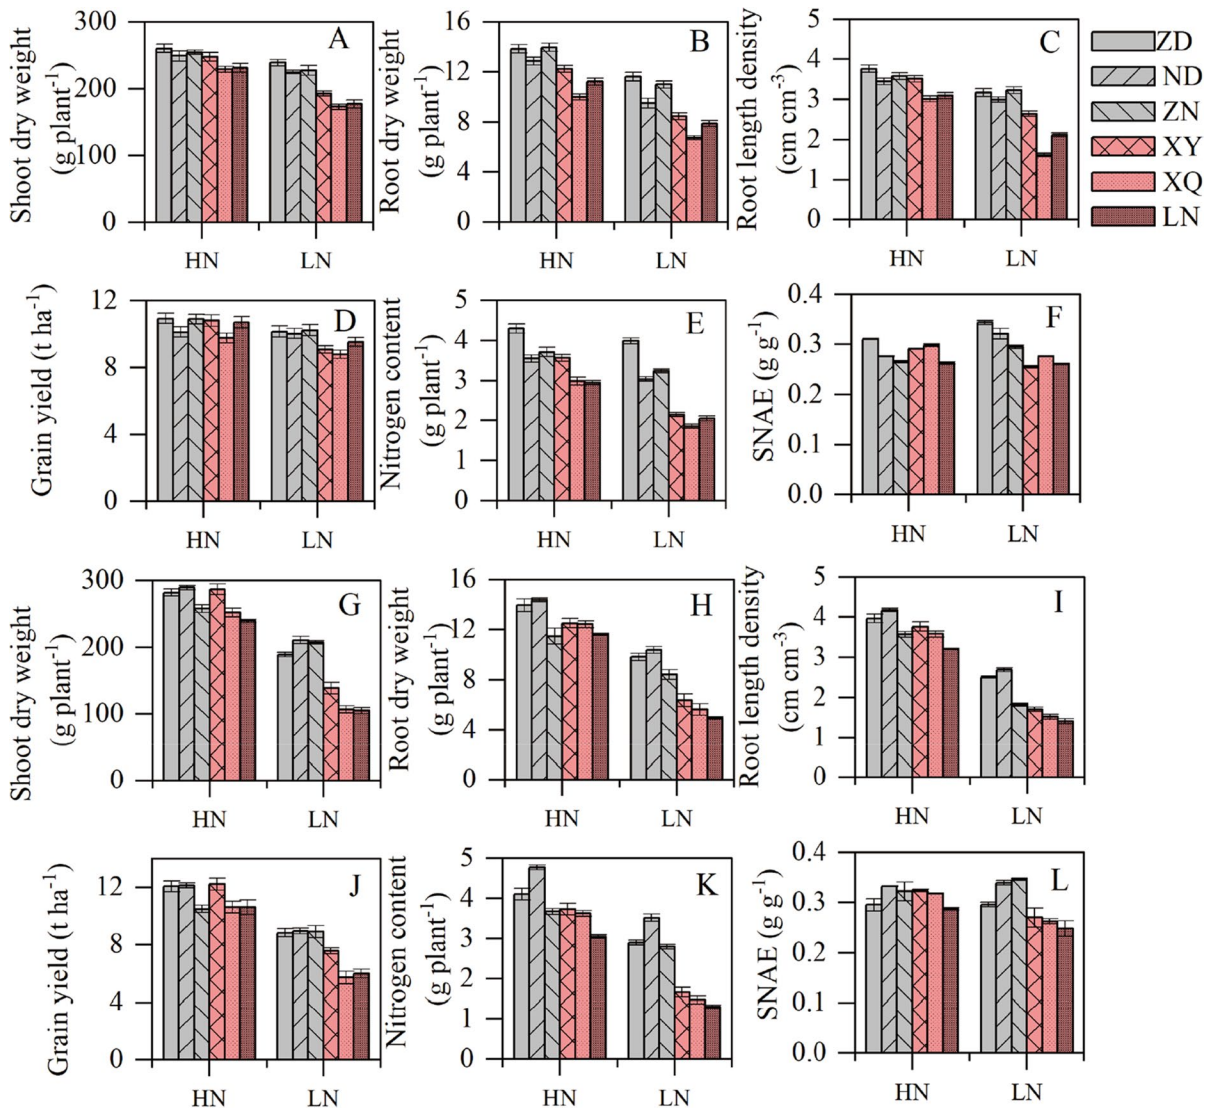 Shoot dry weight
(g plant⁻¹)
300
200
100
0
A
HN
LN
Root dry weight
(g plant⁻¹)
16
12
8
4
0
B
HN
LN
Root length density
(cm cm⁻³)
5
4
3
2
1
0
C
HN
LN
ZD
ND
ZN
XY
XQ
LN
Grain yield (t ha⁻¹)
12
8
4
0
D
HN
LN
Nitrogen content
(g plant⁻¹)
5
4
3
2
1
0
E
HN
LN
SNAE (g g⁻¹)
0.4
0.3
0.2
0.1
0.0
F
HN
LN
Shoot dry weight
(g plant⁻¹)
300
200
100
0
G
HN
LN
Root dry weight
(g plant⁻¹)
16
12
8
4
0
H
HN
LN
Root length density
(cm cm⁻³)
5
4
3
2
1
0
I
HN
LN
Grain yield (t ha⁻¹)
12
8
4
0
J
HN
LN
Nitrogen content
(g plant⁻¹)
5
4
3
2
1
0
K
HN
LN
SNAE (g g⁻¹)
0.4
0.3
0.2
0.1
0.0
L
HN
LN